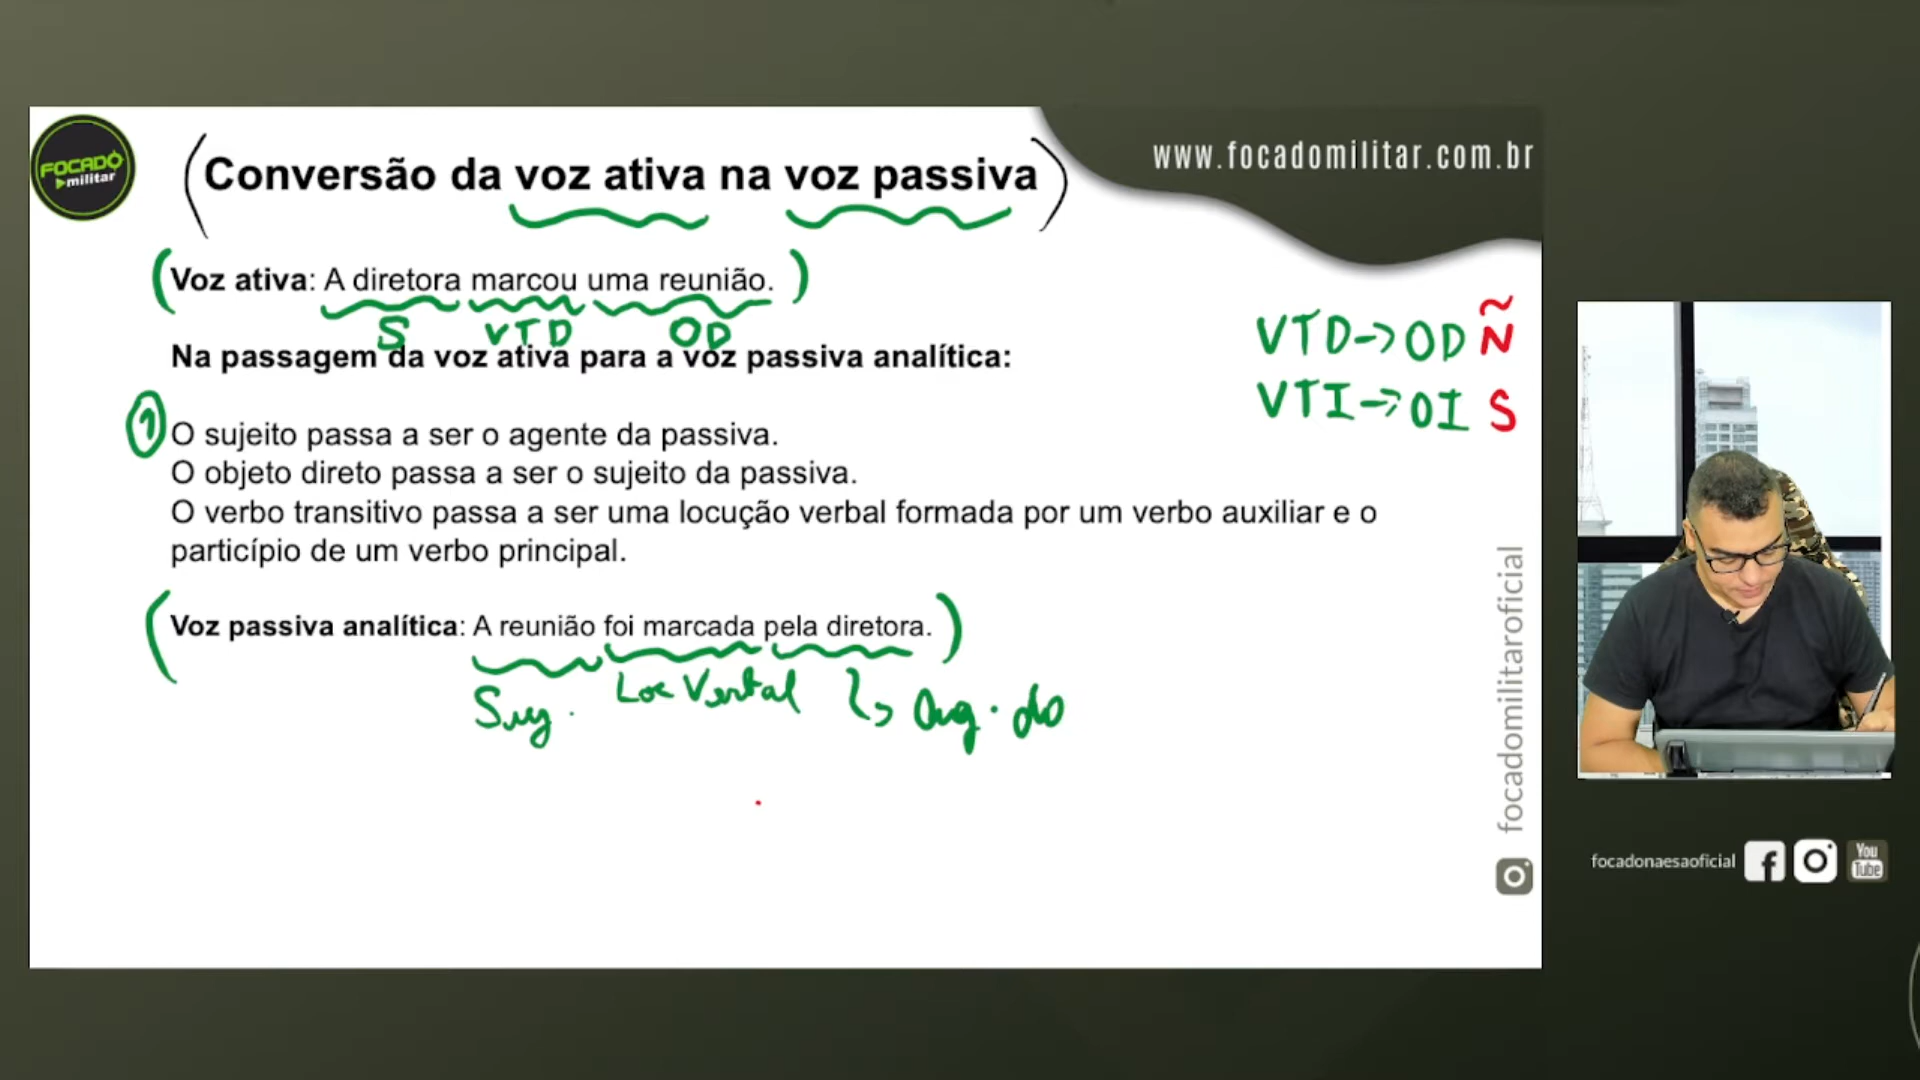 FOCADO
militar
Conversão da voz ativa na voz passiva
www.focadomilitar.com.br
Voz ativa: A diretora marcou uma reunião.
S VTD OD
VTD -> OD Ñ
Na passagem da voz ativa para a voz passiva analítica:
VTI -> OI S
1
O sujeito passa a ser o agente da passiva.
O objeto direto passa a ser o sujeito da passiva.
O verbo transitivo passa a ser uma locução verbal formada por um verbo auxiliar e o
particípio de um verbo principal.
Voz passiva analítica: A reunião foi marcada pela diretora.
Suj. Loc Verbal
focadomilitaroficial
focadonaesaoficial
You
Tube